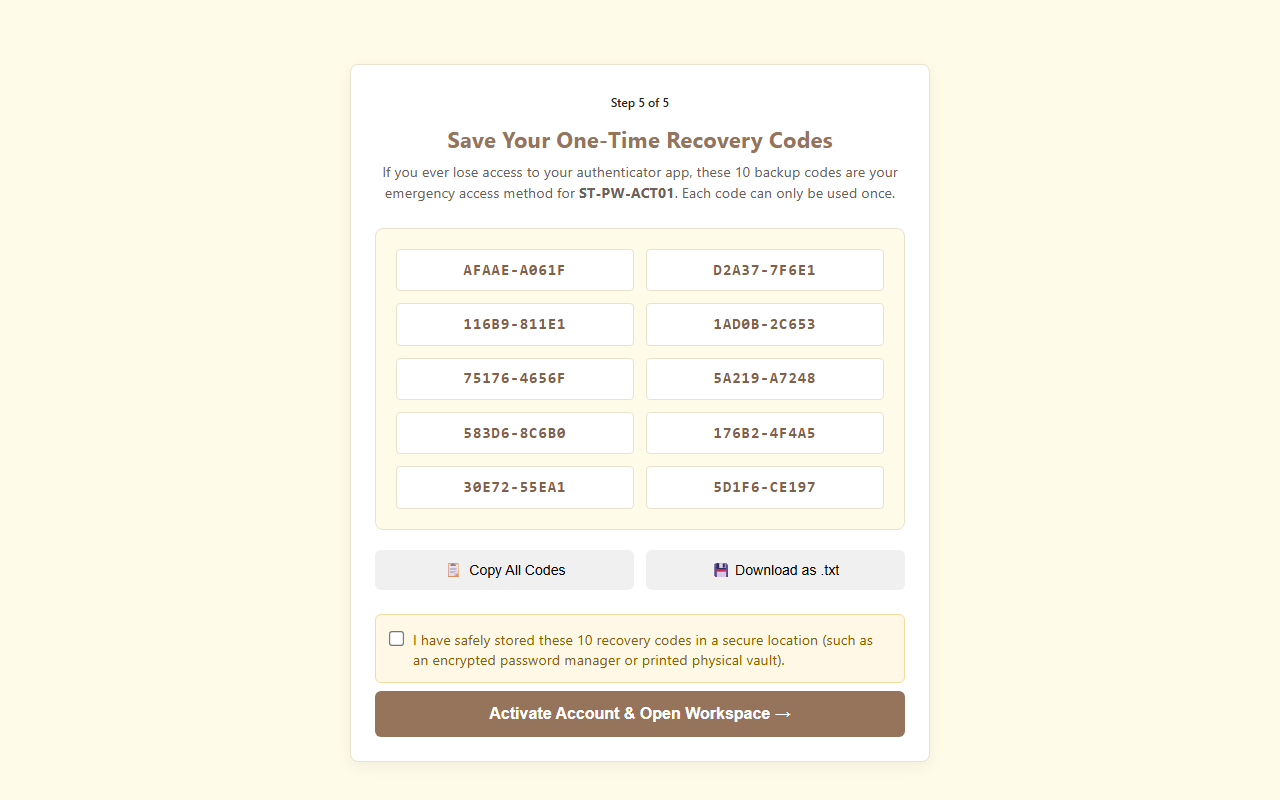 Step 5 of 5
Save Your One-Time Recovery Codes
If you ever lose access to your authenticator app, these 10 backup codes are your
emergency access method for ST-PW-ACT01. Each code can only be used once.
AFAAE-A061F
D2A37-7F6E1
116B9-811E1
1AD0B-2C653
75176-4656F
5A219-A7248
583D6-8C6B0
176B2-4F4A5
30E72-55EA1
5D1F6-CE197
📋 Copy All Codes
💾 Download as .txt
I have safely stored these 10 recovery codes in a secure location (such as
an encrypted password manager or printed physical vault).
Activate Account & Open Workspace →